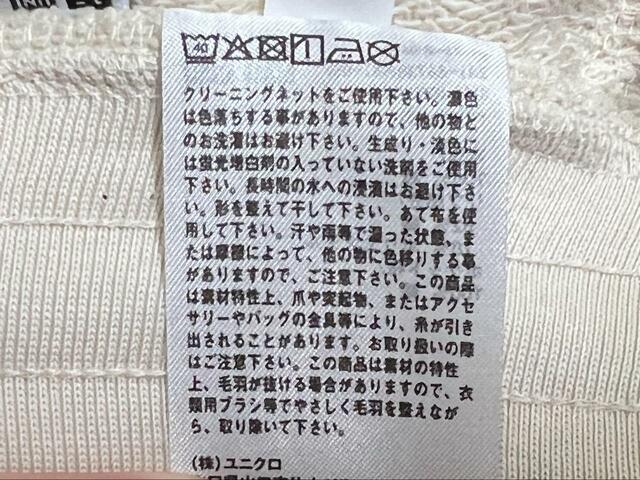 40
クリーニングネットをご使用下さい。濃色
は色落ちする事がありますので、他の物と
のお洗濯はお避け下さい。生成り・淡色に
は蛍光増白剤の入っていない洗剤をご使用
下さい。長時間の水への浸漬はお避け下さ
い。形を整えて干して下さい。あて布を使
用して下さい。汗や雨等で湿った状態、ま
たは摩擦によって、他の物に色移りする事
がありますので、ご注意下さい。この商品
は素材特性上、爪や突起物、またはアクセ
サリーやバッグの金具等により、糸が引き
出されることがあります。お取り扱いの際
はご注意下さい。この商品は素材の特性
上、毛羽が抜ける場合がありますので、衣
類用ブラシ等でやさしく毛羽を整えなが
ら、取り除いて下さい。
(株)ユニクロ